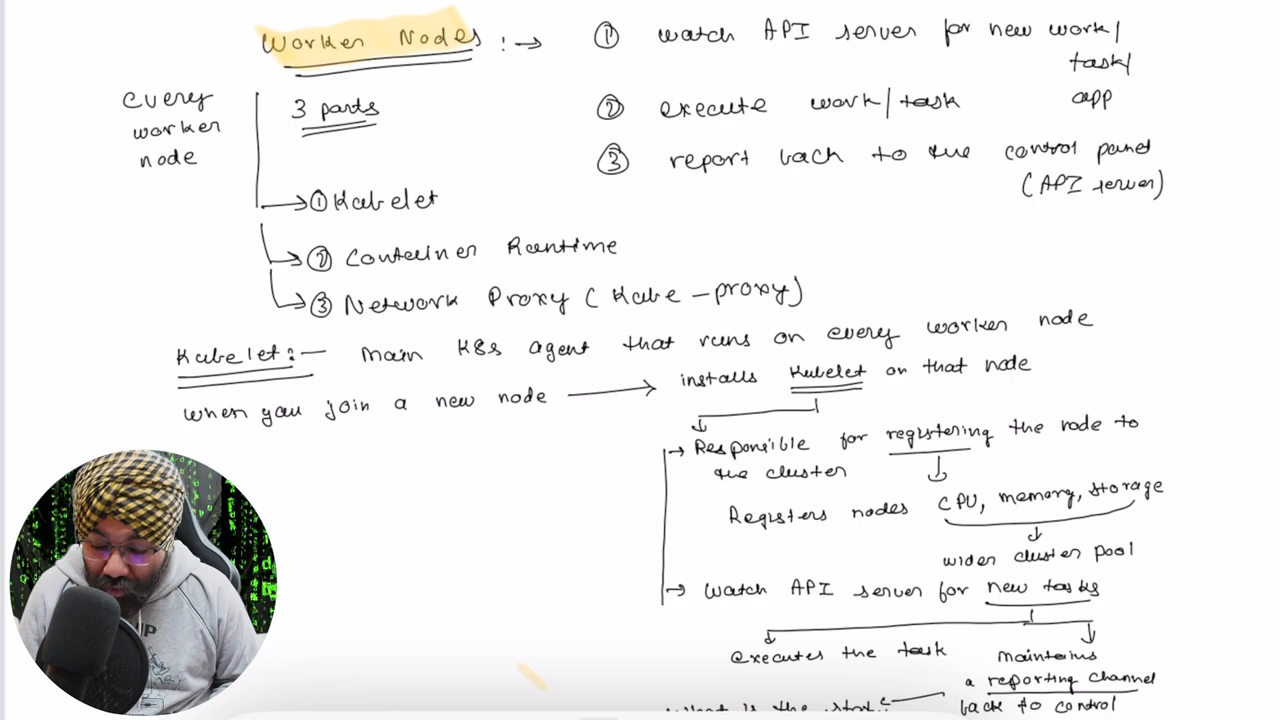 Worker Nodes :→
① watch API server for new work/
task/
app
② execute work/task
③ report back to the control panel
(API server)
every
worker
node
3 parts
→ ① Kubelet
→ ② Container Runtime
→ ③ Network Proxy (Kube-proxy)
Kubelet:— main K8s agent that runs on every worker node
when you join a new node → installs Kubelet on that node
→ Responsible for registering the node to
the cluster
Registers nodes CPU, memory, storage
wider cluster pool
→ watch API server for new tasks
executes the task
maintains
a reporting channel
back to control
what is the